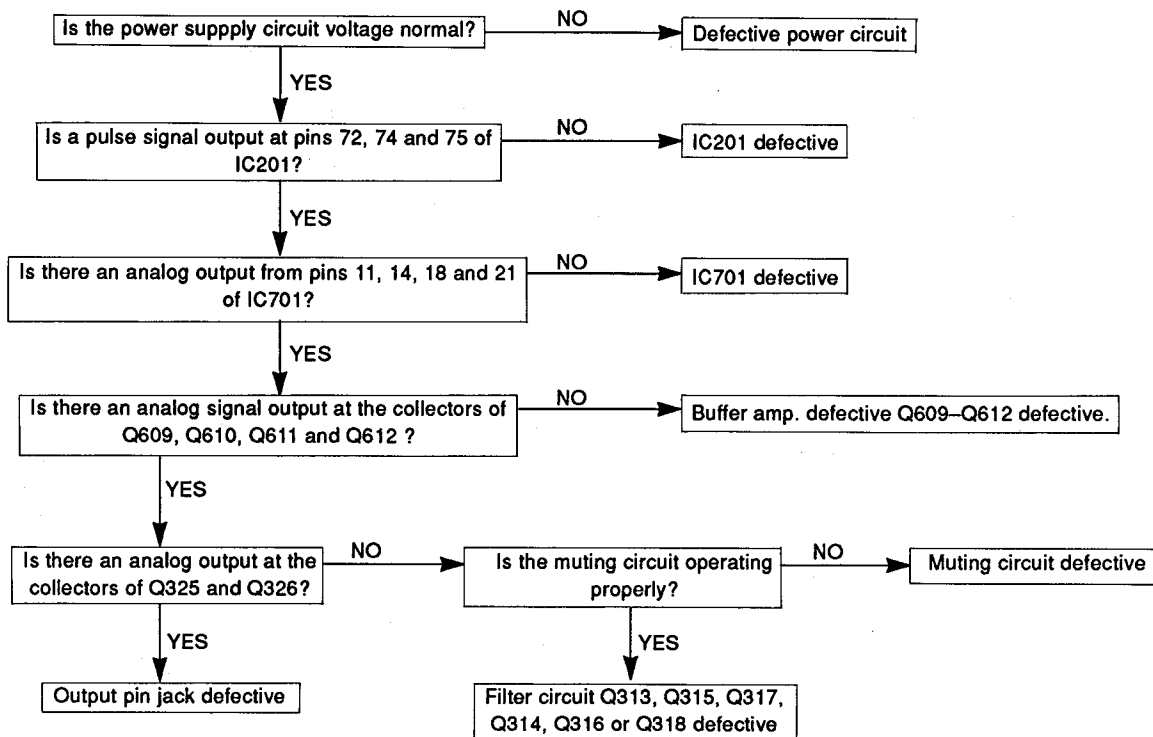 Is the power suppply circuit voltage normal?
NO
Defective power circuit
YES
Is a pulse signal output at pins 72, 74 and 75 of
IC201?
NO
IC201 defective
YES
Is there an analog output from pins 11, 14, 18 and 21
of IC701?
NO
IC701 defective
YES
Is there an analog signal output at the collectors of
Q609, Q610, Q611 and Q612 ?
NO
Buffer amp. defective Q609–Q612 defective.
YES
Is there an analog output at the
collectors of Q325 and Q326?
NO
Is the muting circuit operating
properly?
NO
Muting circuit defective
YES
YES
Output pin jack defective
Filter circuit Q313, Q315, Q317,
Q314, Q316 or Q318 defective